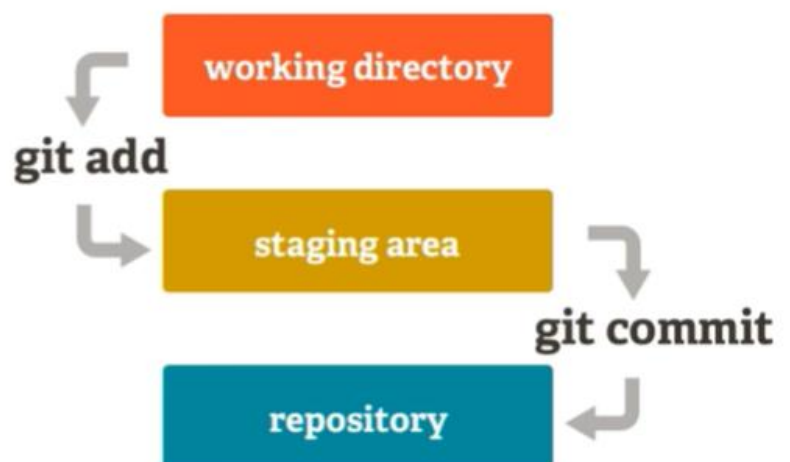 working directory
git add
staging area
git commit
repository